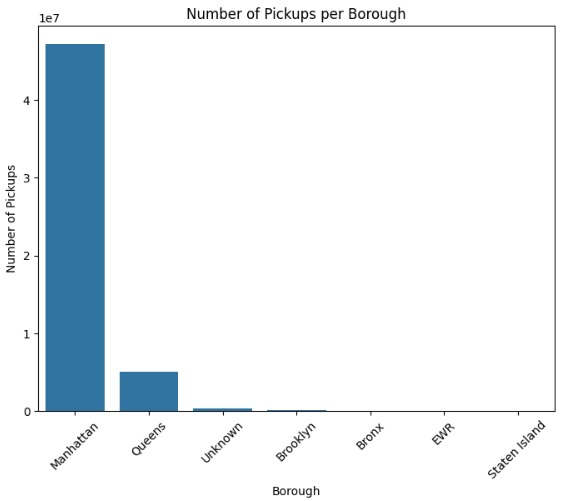 Number of Pickups per Borough
1e7
Number of Pickups
4
3
2
1
0
Manhattan
Queens
Unknown
Brooklyn
Bronx
EWR
Staten Island
Borough